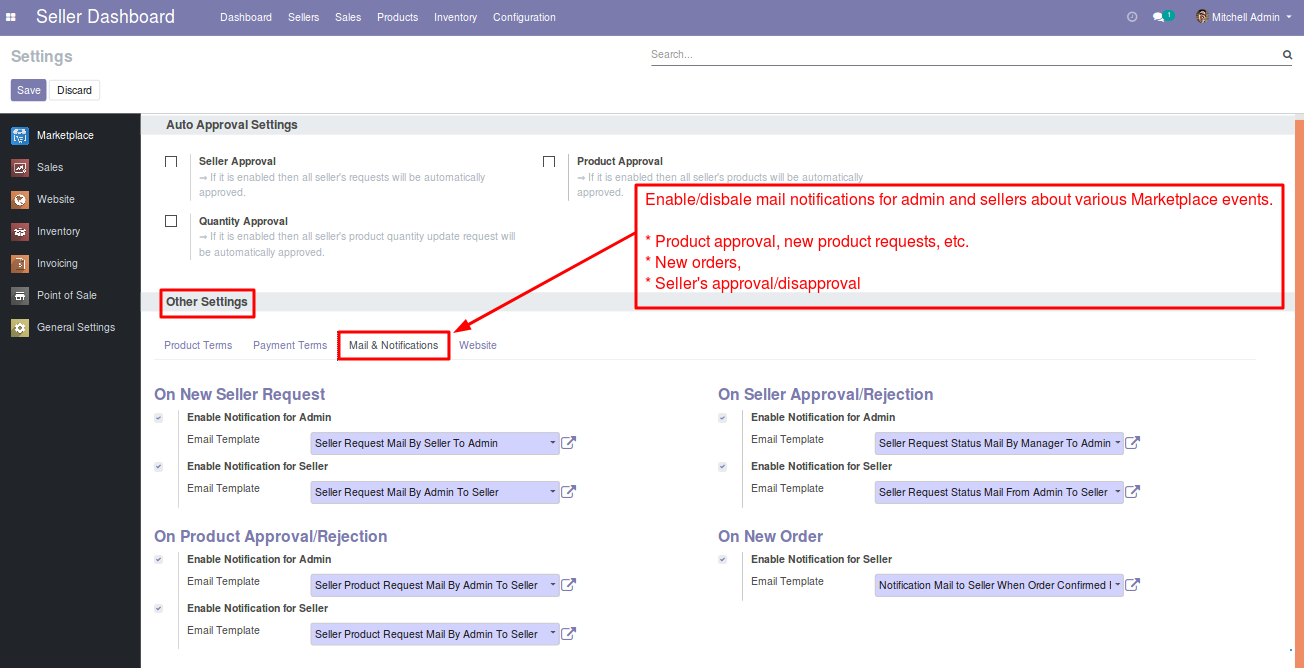 Seller Dashboard Dashboard Sellers Sales Products Inventory Configuration 1 Mitchell Admin
Settings Search...
Save Discard
Marketplace
Sales
Website
Inventory
Invoicing
Point of Sale
General Settings
Auto Approval Settings
Seller Approval
⇒ If it is enabled then all seller's requests will be automatically
approved.
Product Approval
⇒ If it is enabled then all seller's products will be automatically
approved.
Quantity Approval
⇒ If it is enabled then all seller's product quantity update request will
be automatically approved.
Enable/disbale mail notifications for admin and sellers about various Marketplace events.
* Product approval, new product requests, etc.
* New orders,
* Seller's approval/disapproval
Other Settings
Product Terms Payment Terms Mail & Notifications Website
On New Seller Request
Enable Notification for Admin
Email Template Seller Request Mail By Seller To Admin
Enable Notification for Seller
Email Template Seller Request Mail By Admin To Seller
On Seller Approval/Rejection
Enable Notification for Admin
Email Template Seller Request Status Mail By Manager To Admin
Enable Notification for Seller
Email Template Seller Request Status Mail From Admin To Seller
On Product Approval/Rejection
Enable Notification for Admin
Email Template Seller Product Request Mail By Admin To Seller
Enable Notification for Seller
Email Template Seller Product Request Mail By Admin To Seller
On New Order
Enable Notification for Seller
Email Template Notification Mail to Seller When Order Confirmed